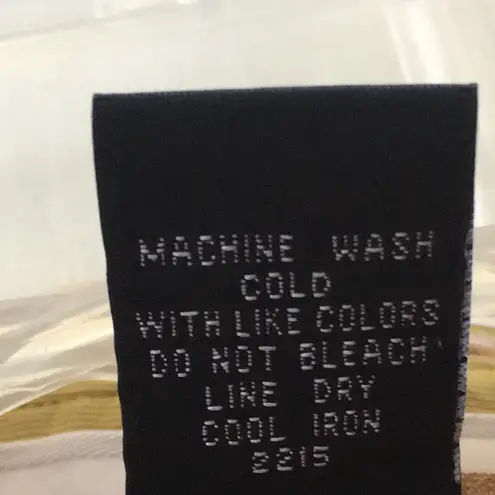 MACHINE WASH
COLD
WITH LIKE COLORS
DO NOT BLEACH
LINE DRY
COOL IRON
2215